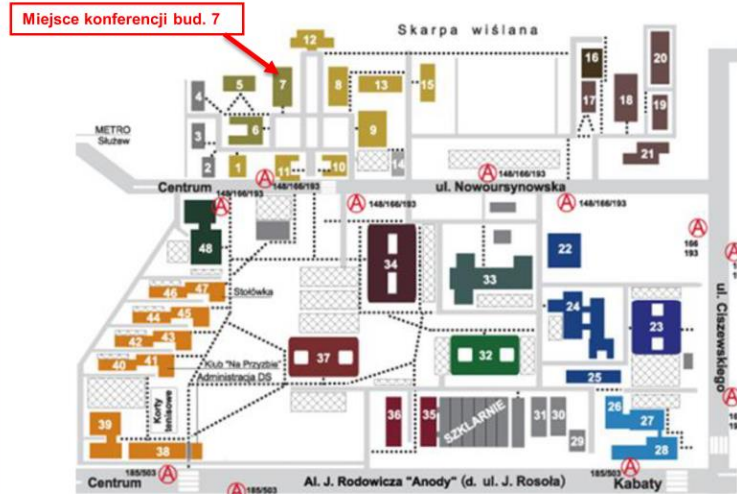 Miejsce konferencji bud. 7
Skarpa wiślana
12
16
20
4
5
7
8
13
15
17
18
19
3
6
9
METRO
Służew
2
1
11
10
14
21
Centrum
A
148/166/193
ul. Nowoursynowska
A
148/166/193
A
148/166/193
A
148/166/193
A
148/166/193
48
34
33
22
A
166
193
46
47
Stołówka
44
45
24
23
ul. Ciszewskiego
42
43
40
41
Klub "Na Przyzbie"
Administracja DS
37
32
25
Korty
tenisowe
39
38
36
35
SZKLARNIE
31
30
29
26
27
28
A
185/503
A
185/503
A
185/503
Centrum
Al. J. Rodowicza "Anody" (d. ul. J. Rosoła)
Kabaty